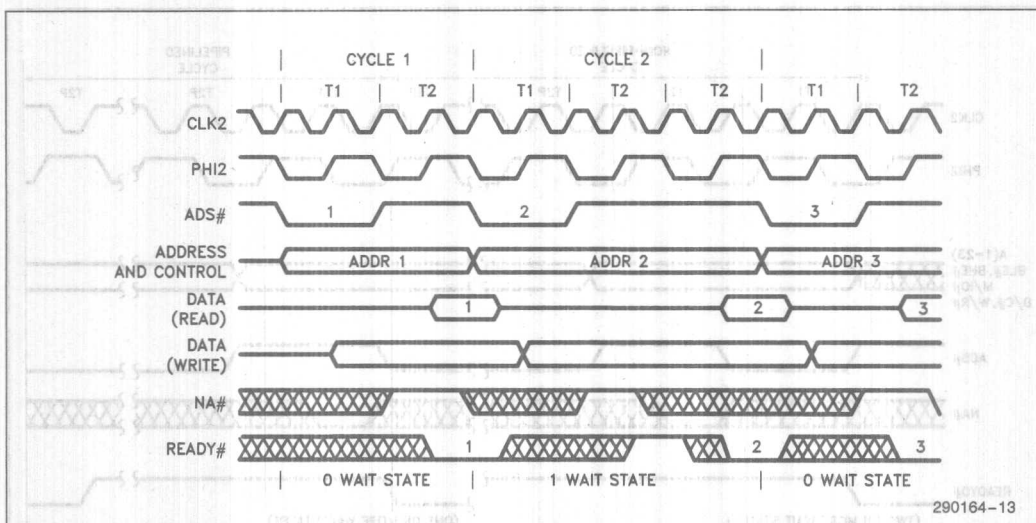 CYCLE 1 CYCLE 2
T1 T2 T1 T2 T2 T1 T2
CLK2
PHI2
ADS# 1 2 3
ADDRESS
AND CONTROL ADDR 1 ADDR 2 ADDR 3
DATA
(READ) 1 2 3
DATA
(WRITE)
NA#
READY# 1 2 3
0 WAIT STATE 1 WAIT STATE 0 WAIT STATE
290164-13